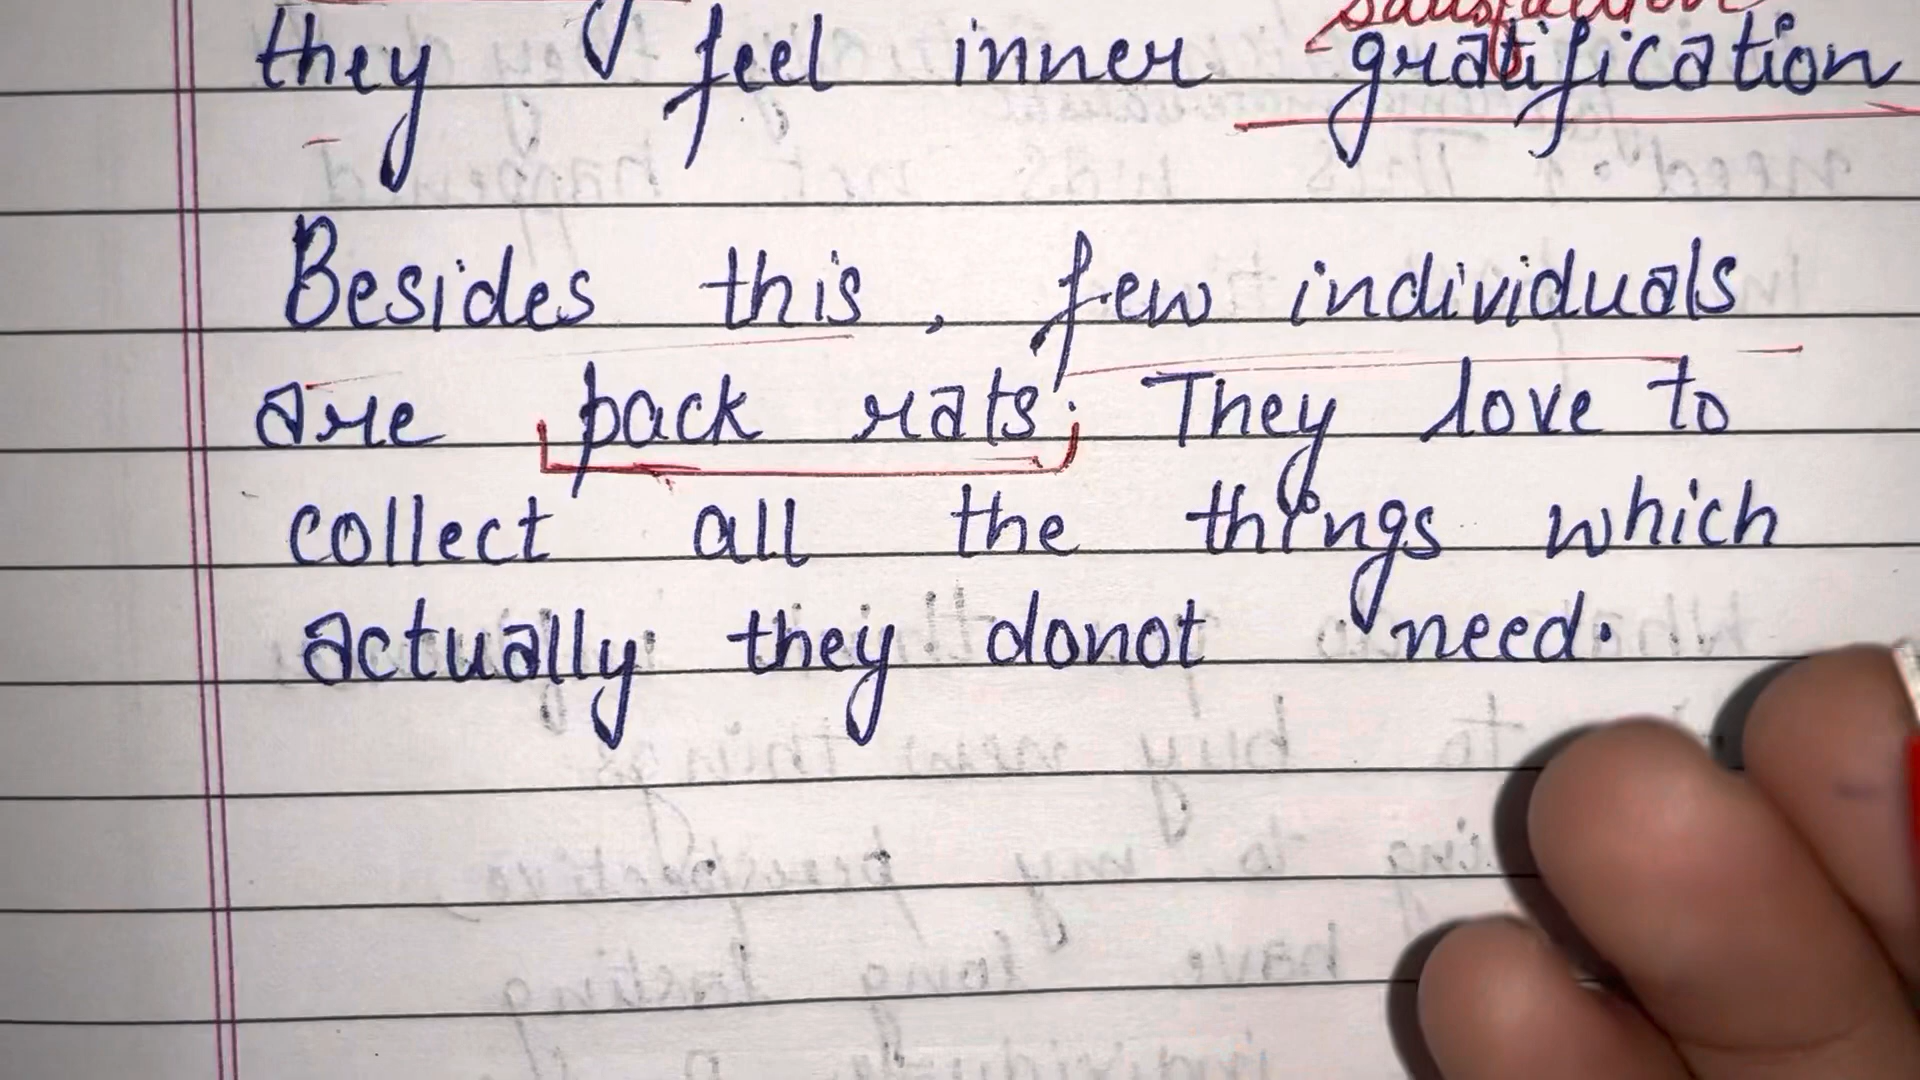 satisfaction
they feel inner gratification
Besides this, few individuals
are pack rats; They love to
collect all the things which
actually they donot need.